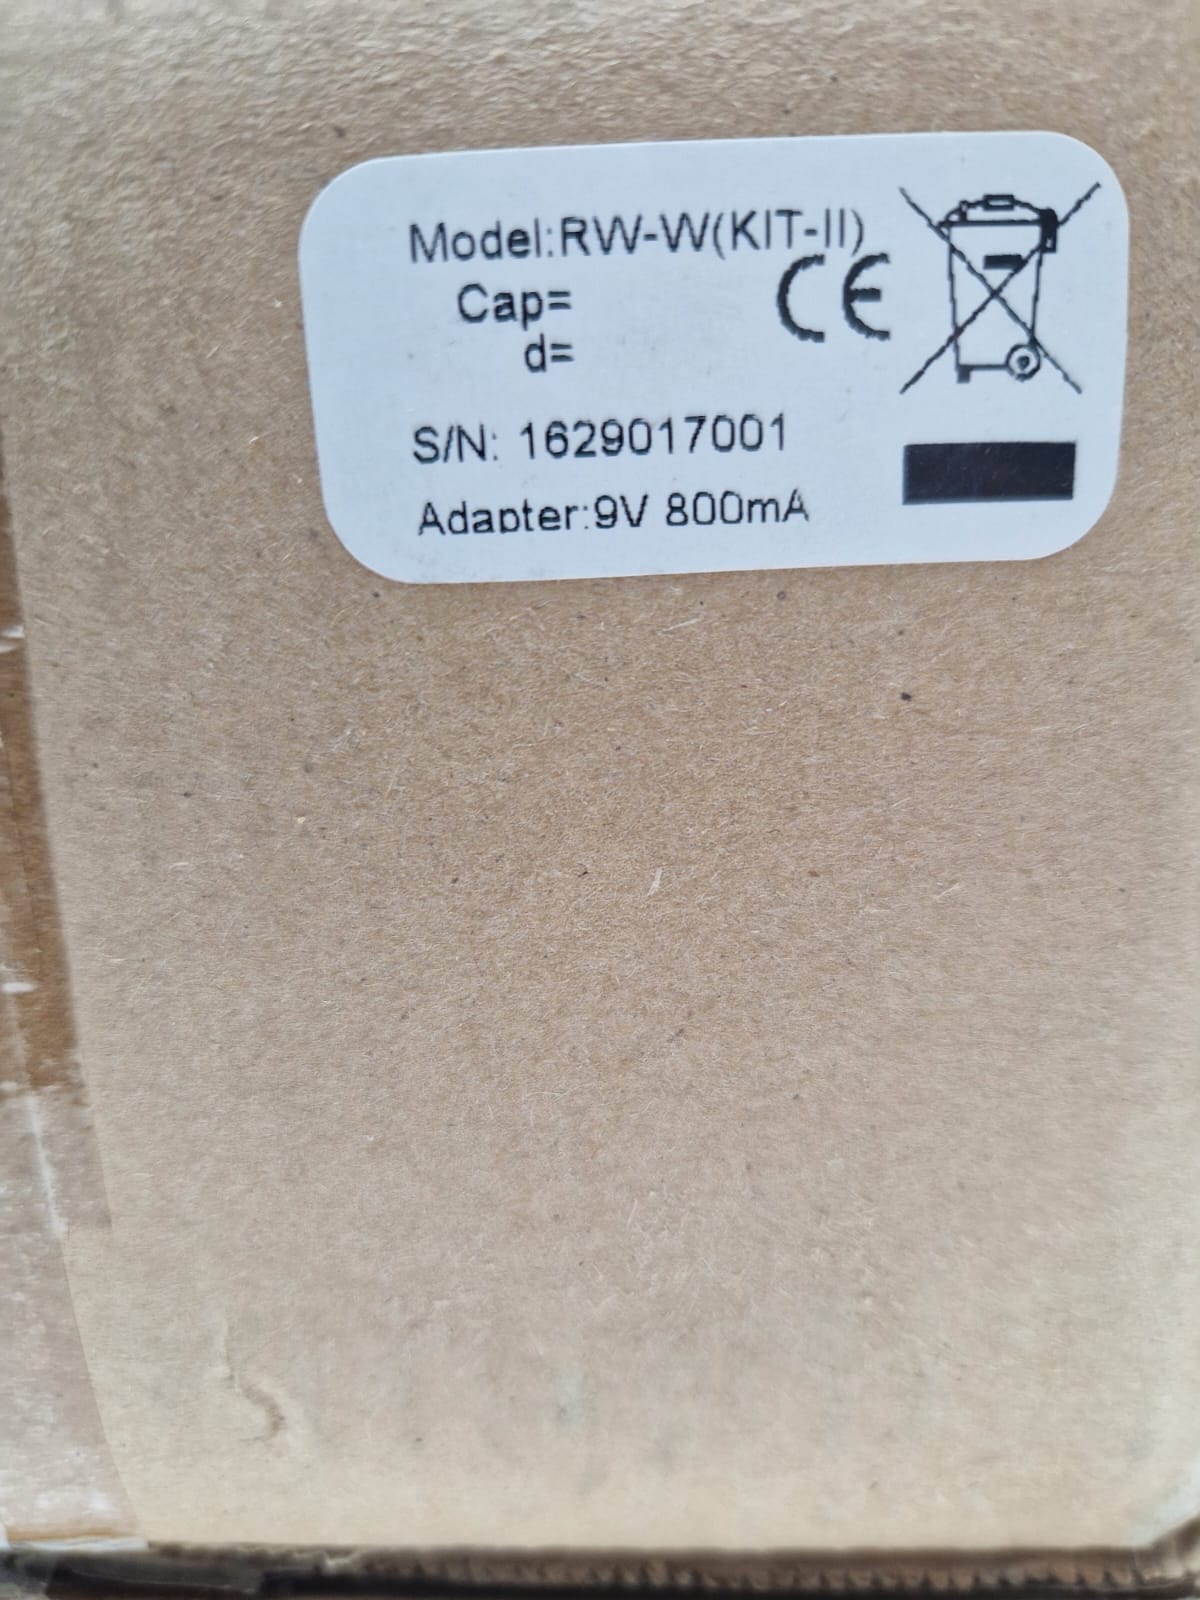 Model:RW-W(KIT-II)
Cap=
CE
d=
S/N: 1629017001
Adapter:9V 800mA